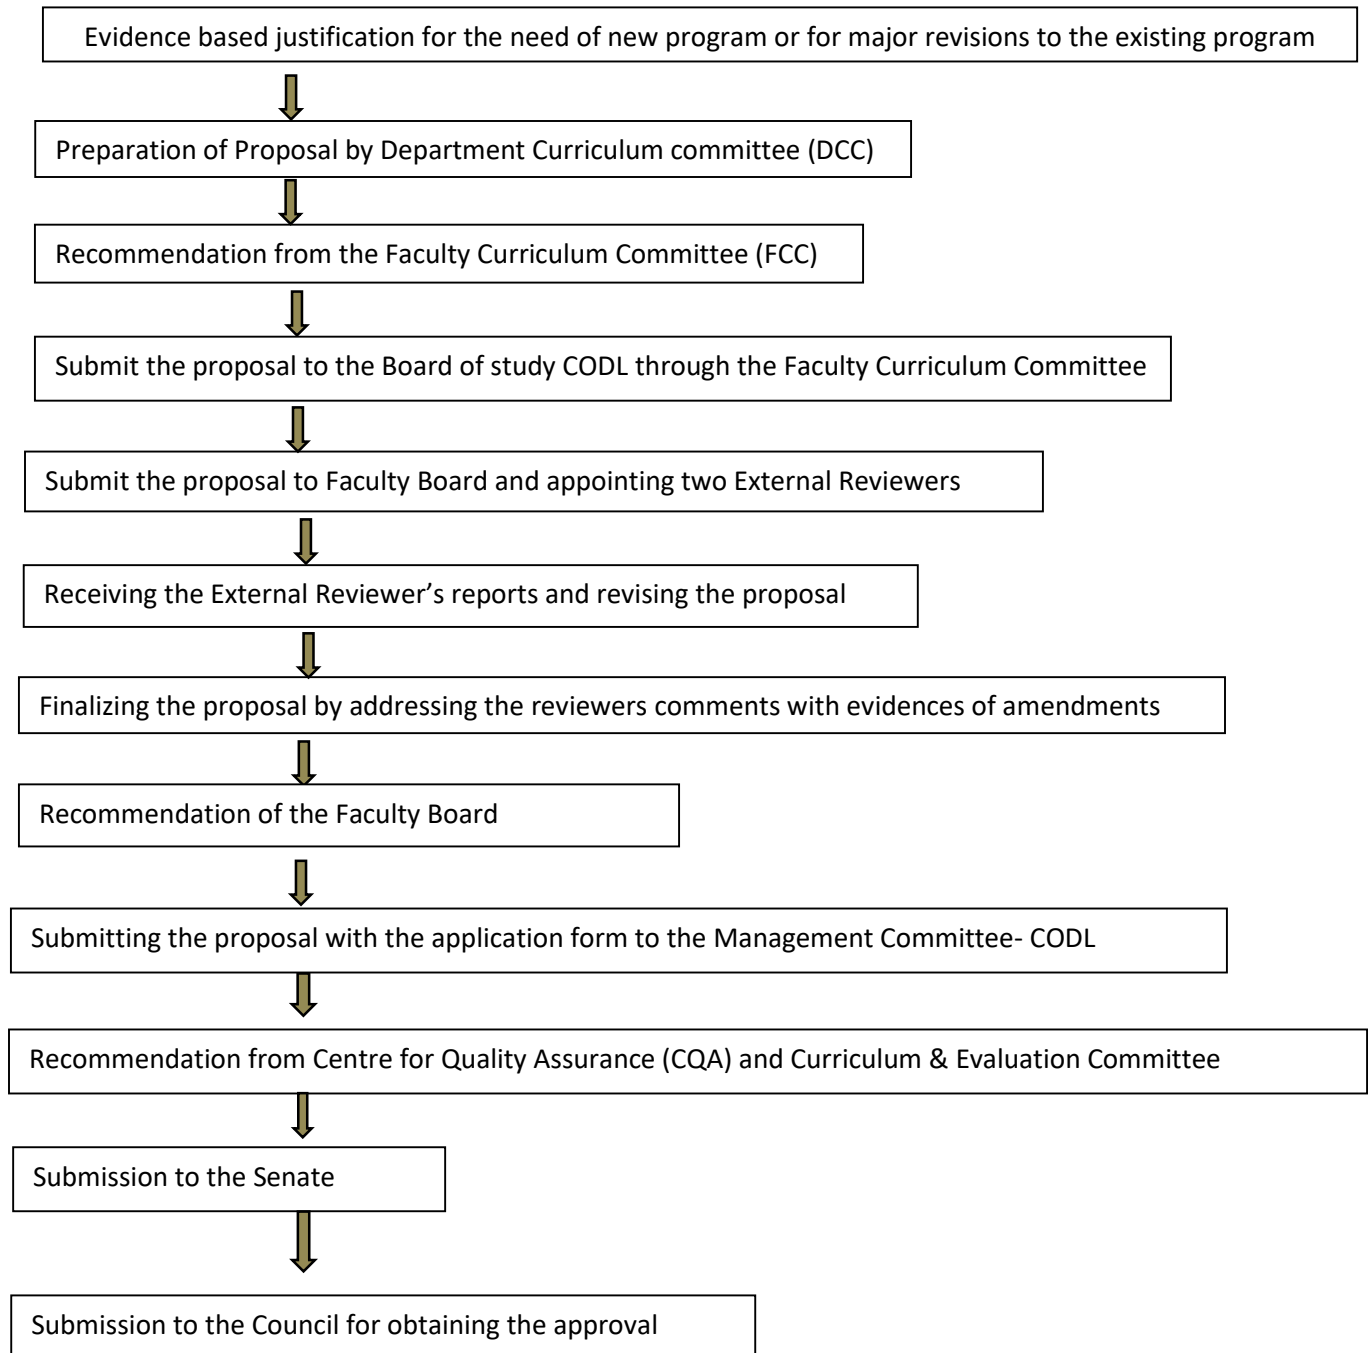 Evidence based justification for the need of new program or for major revisions to the existing program
Preparation of Proposal by Department Curriculum committee (DCC)
Recommendation from the Faculty Curriculum Committee (FCC)
Submit the proposal to the Board of study CODL through the Faculty Curriculum Committee
Submit the proposal to Faculty Board and appointing two External Reviewers
Receiving the External Reviewer’s reports and revising the proposal
Finalizing the proposal by addressing the reviewers comments with evidences of amendments
Recommendation of the Faculty Board
Submitting the proposal with the application form to the Management Committee- CODL
Recommendation from Centre for Quality Assurance (CQA) and Curriculum & Evaluation Committee
Submission to the Senate
Submission to the Council for obtaining the approval